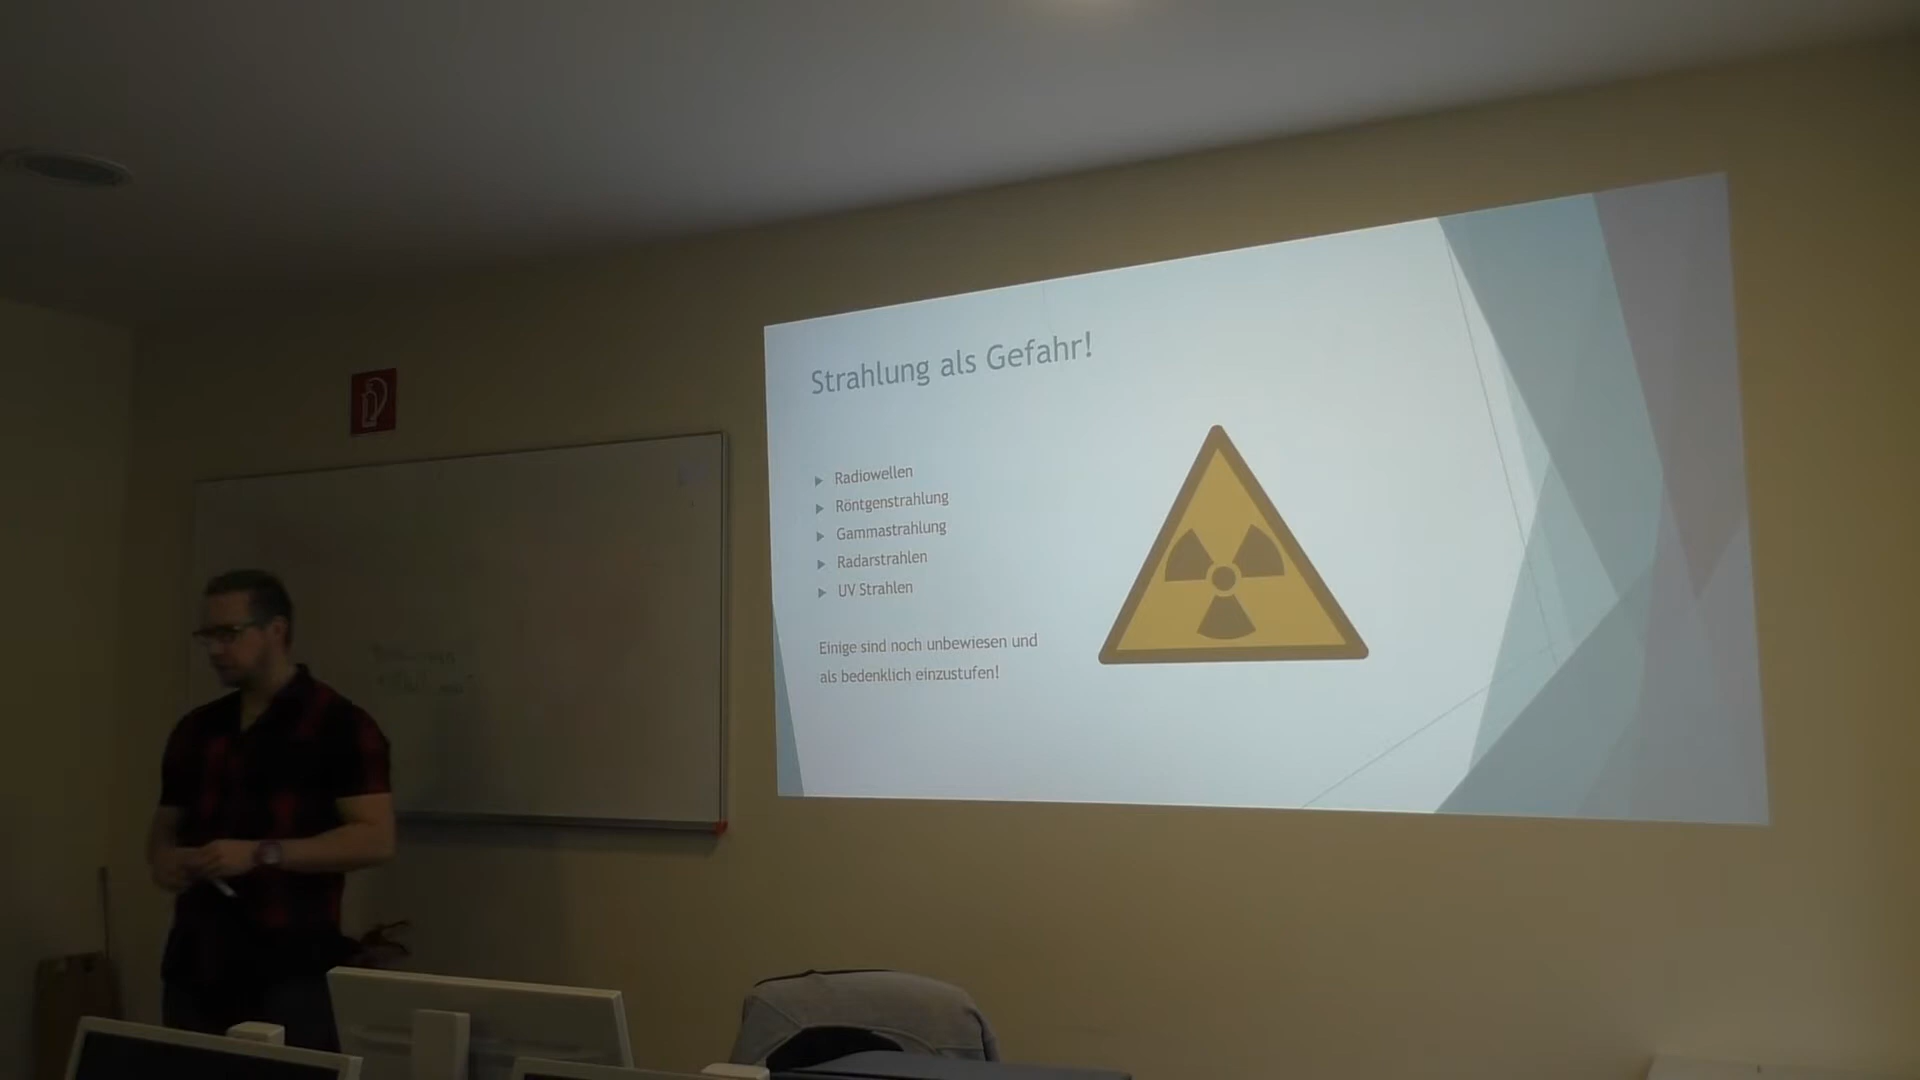 Strahlung als Gefahr!
Radiowellen
Röntgenstrahlung
Gammastrahlung
Radarstrahlen
UV Strahlen
Einige sind noch unbewiesen und
als bedenklich einzustufen!